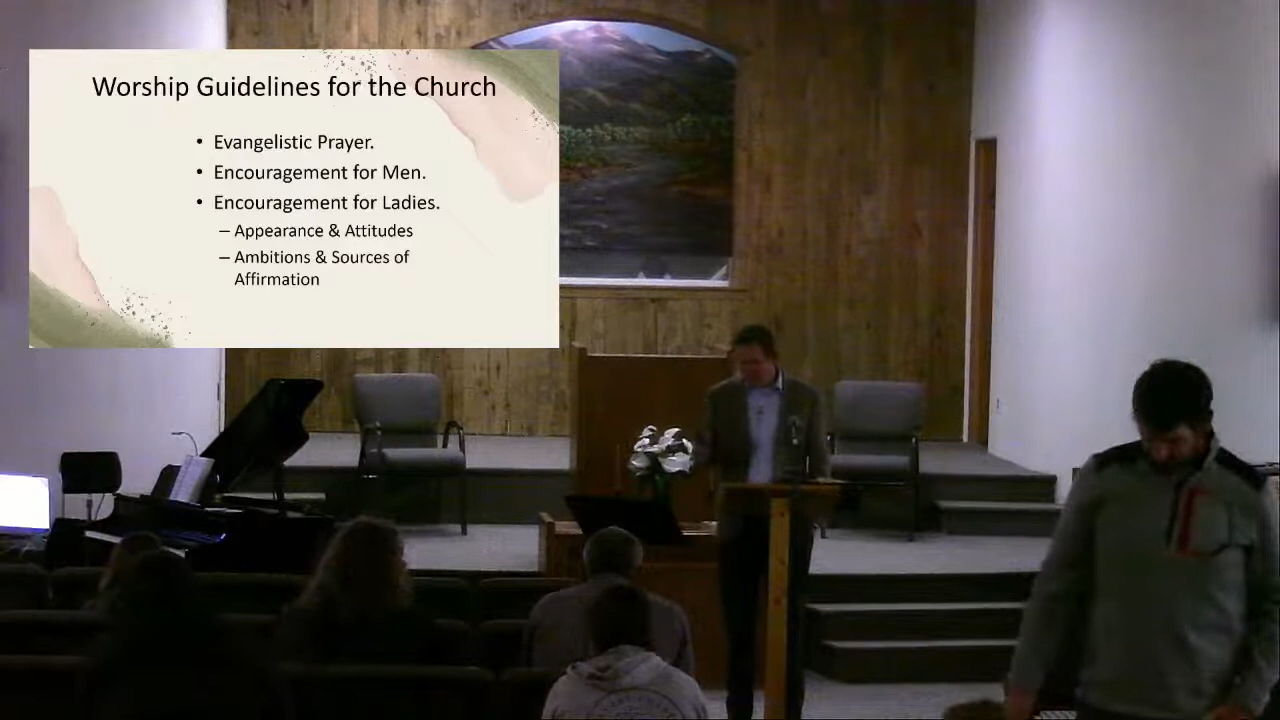 Worship Guidelines for the Church
• Evangelistic Prayer.
• Encouragement for Men.
• Encouragement for Ladies.
– Appearance & Attitudes
– Ambitions & Sources of
Affirmation